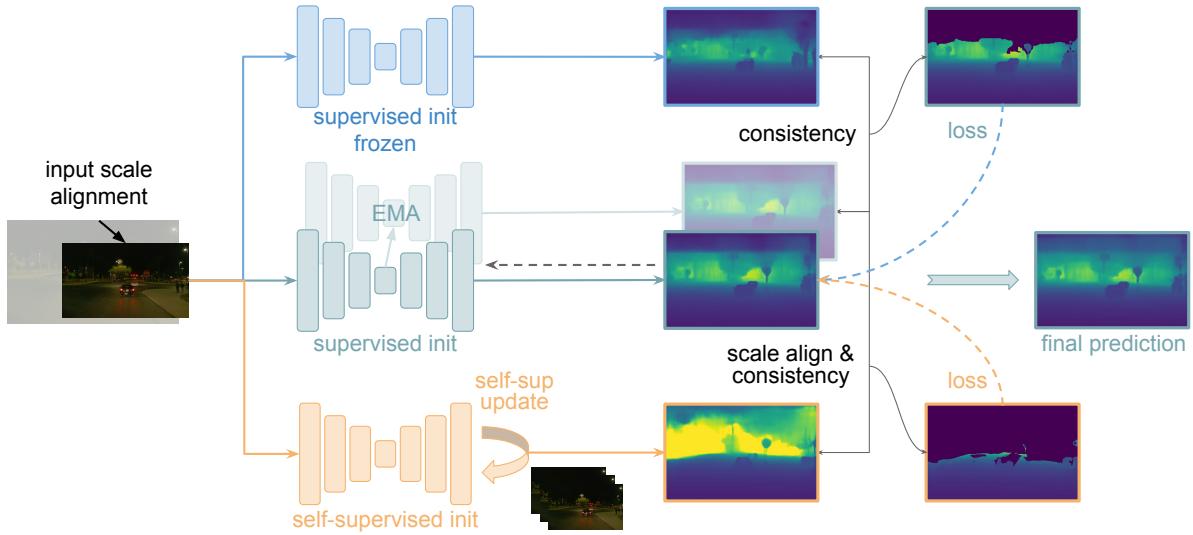 supervised init
frozen
consistency
loss
input scale
alignment
EMA
supervised init
final prediction
scale align &
consistency
self-sup
update
loss
self-supervised init